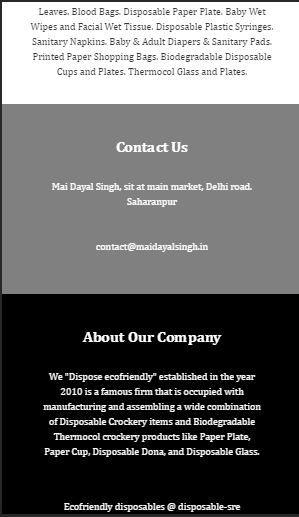 Leaves. Blood Bags. Disposable Paper Plate. Baby Wet
Wipes and Facial Wet Tissue. Disposable Plastic Syringes.
Sanitary Napkins. Baby & Adult Diapers & Sanitary Pads.
Printed Paper Shopping Bags. Biodegradable Disposable
Cups and Plates. Thermocol Glass and Plates.
Contact Us
Mai Dayal Singh, sit at main market, Delhi road.
Saharanpur
contact@maidayalsingh.in
About Our Company
We "Dispose ecofriendly" established in the year
2010 is a famous firm that is occupied with
manufacturing and assembling a wide combination
of Disposable Crockery items and Biodegradable
Thermocol crockery products like Paper Plate,
Paper Cup, Disposable Dona, and Disposable Glass.
Ecofriendly disposables @ disposable-sre